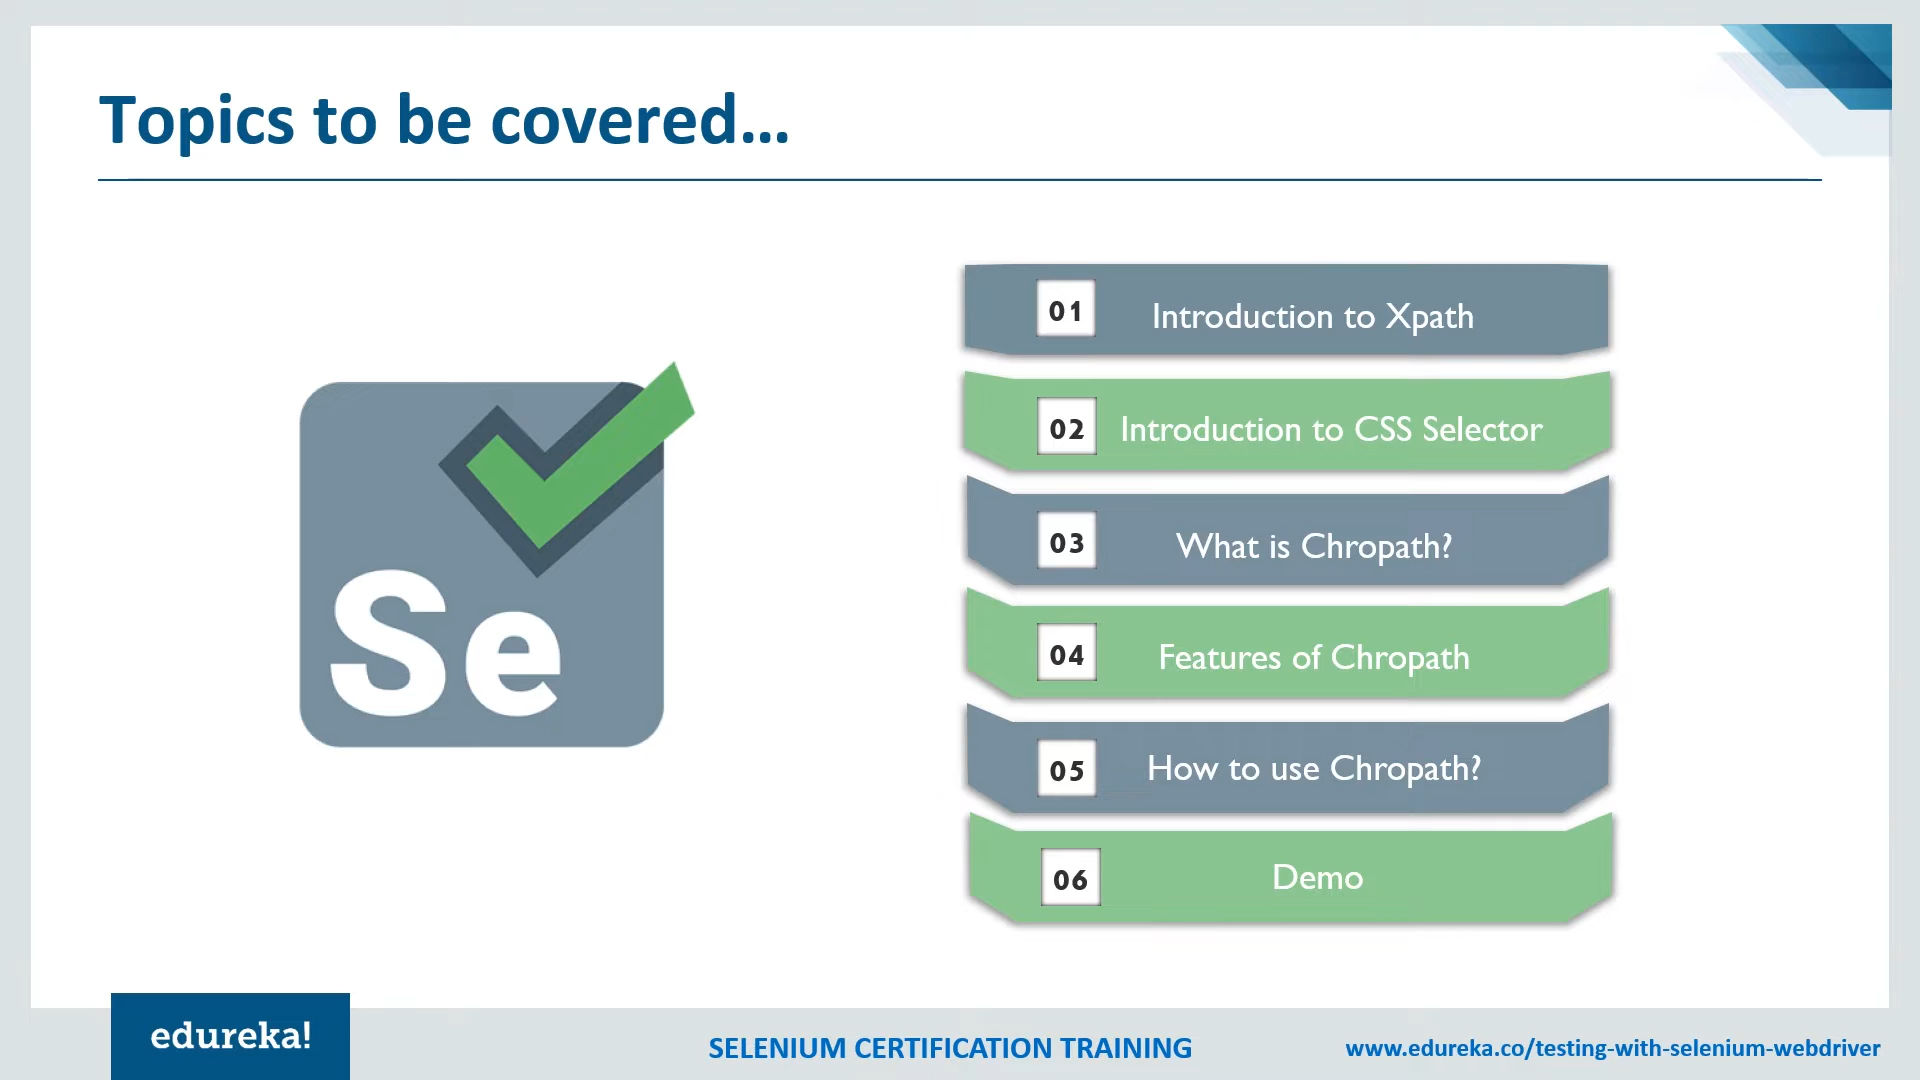 Topics to be covered...
Se
01 Introduction to Xpath
02 Introduction to CSS Selector
03 What is Chropath?
04 Features of Chropath
05 How to use Chropath?
06 Demo
edureka!
SELENIUM CERTIFICATION TRAINING
www.edureka.co/testing-with-selenium-webdriver